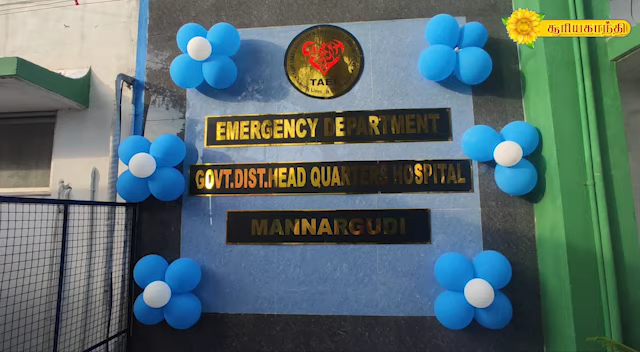 சூரியகாந்தி
TAEI
EMERGENCY DEPARTMENT
GOVT.DIST.HEAD QUARTERS HOSPITAL
MANNARGUDI